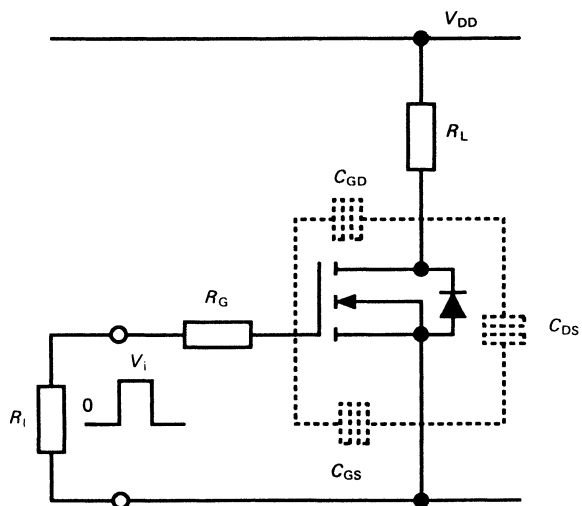 V_DD
R_L
C_GD
R_G
C_DS
V_i
0
R_I
C_GS